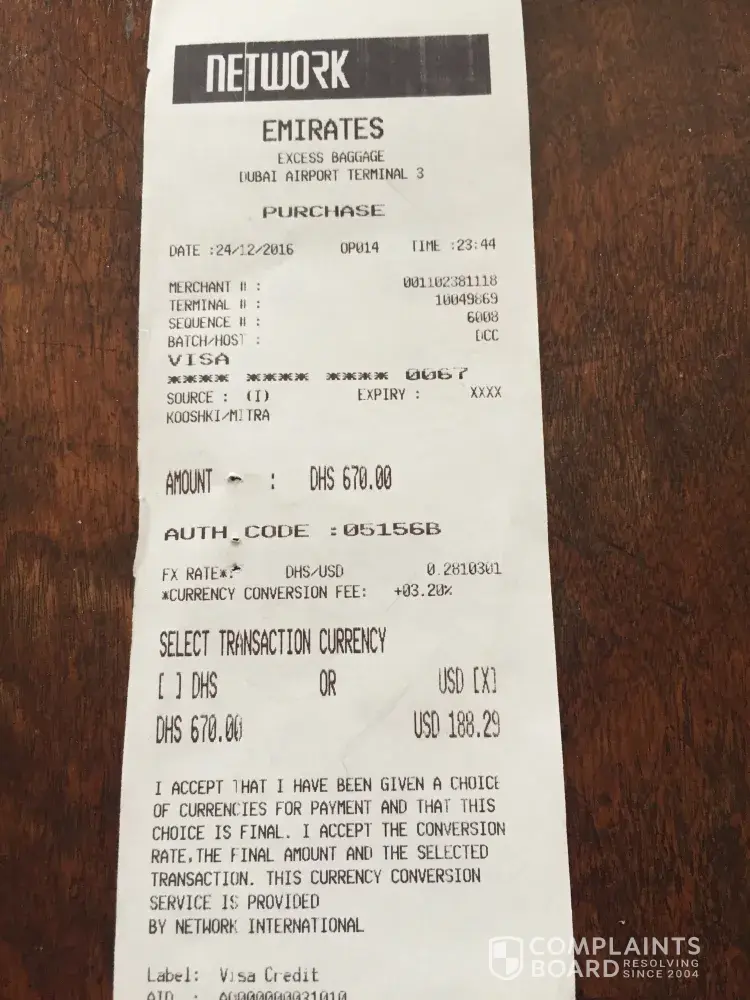 NETWORK
EMIRATES
EXCESS BAGGAGE
DUBAI AIRPORT TERMINAL 3
PURCHASE
DATE :24/12/2016 OP014 TIME :23:44
MERCHANT # : 001102381118
TERMINAL # : 10049869
SEQUENCE # : 6008
BATCH/HOST : DCC
VISA
**** **** **** 0067
SOURCE : (I) EXPIRY : XXXX
KOOSHKI/MITRA
AMOUNT : DHS 670.00
AUTH.CODE :05156B
FX RATE*: DHS/USD 0.2810301
*CURRENCY CONVERSION FEE: +03.20%
SELECT TRANSACTION CURRENCY
[ ] DHS OR USD [X]
DHS 670.00 USD 188.29
I ACCEPT THAT I HAVE BEEN GIVEN A CHOICE
OF CURRENCIES FOR PAYMENT AND THAT THIS
CHOICE IS FINAL. I ACCEPT THE CONVERSION
RATE,THE FINAL AMOUNT AND THE SELECTED
TRANSACTION. THIS CURRENCY CONVERSION
SERVICE IS PROVIDED
BY NETWORK INTERNATIONAL
Label: Visa Credit
AID : A0000000031010
COMPLAINTS
BOARD RESOLVING
SINCE 2004